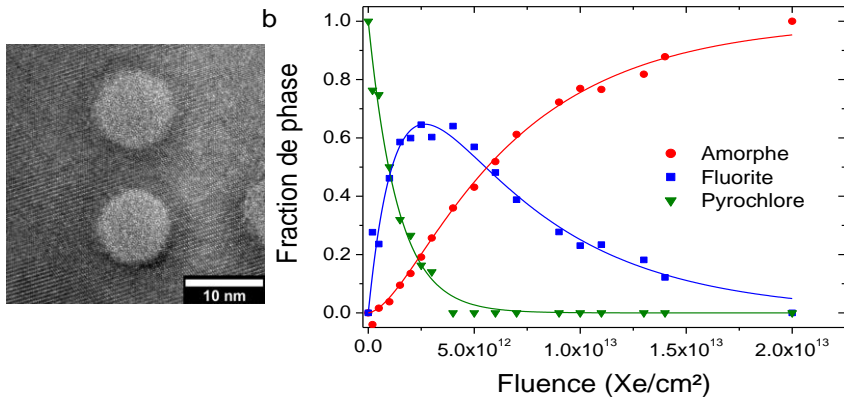 10 nm
b
Fraction de phase
1.0
0.8
0.6
0.4
0.2
0.0
Amorphe
Fluorite
Pyrochlore
0.0
5.0x10¹²
1.0x10¹³
1.5x10¹³
2.0x10¹³
Fluence (Xe/cm²)